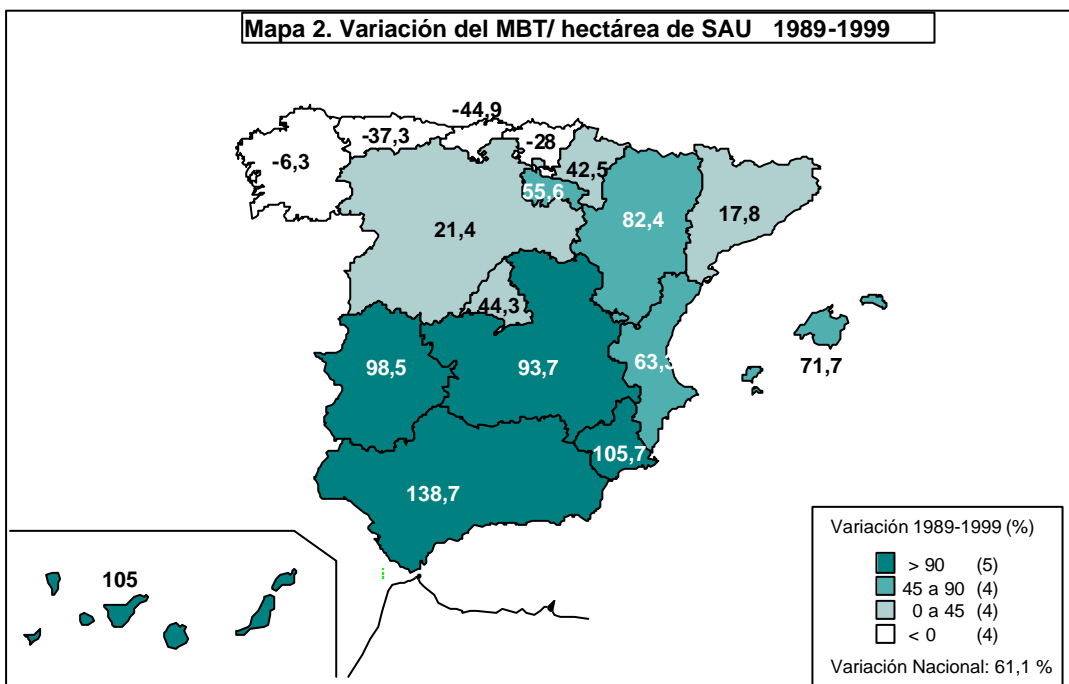 Mapa 2. Variación del MBT/ hectárea de SAU 1989-1999
-44,9
-37,3
-28
-6,3
42,5
55,6
82,4
17,8
21,4
44,3
71,7
98,5
93,7
63,3
105,7
138,7
105
Variación 1989-1999 (%)
> 90 (5)
45 a 90 (4)
0 a 45 (4)
< 0 (4)
Variación Nacional: 61,1 %